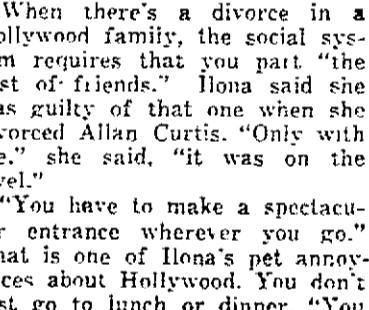 When there's a divorce in a
ollywood family, the social sys-
m requires that you part "the
st of friends." Ilona said she
as guilty of that one when she
vorced Allan Curtis. "Only with
e," she said, "it was on the
vel."
"You have to make a spectacu-
r entrance wherever you go."
hat is one of Ilona's pet annoy-
ces about Hollywood. You don't
st go to lunch or dinner. "You